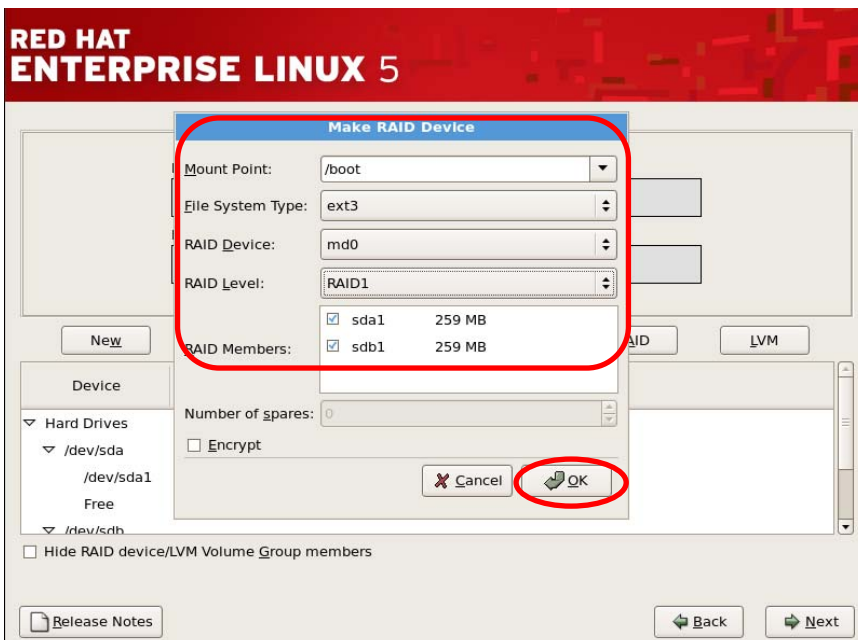 RED HAT
ENTERPRISE LINUX 5
Make RAID Device
Mount Point: /boot
File System Type: ext3
RAID Device: md0
RAID Level: RAID1
sda1 259 MB
RAID Members: sdb1 259 MB
New LVM
Device
Number of spares: 0
Hard Drives
Encrypt
/dev/sda
/dev/sda1
Cancel OK
Free
/dev/sdb
Hide RAID device/LVM Volume Group members
Release Notes Back Next